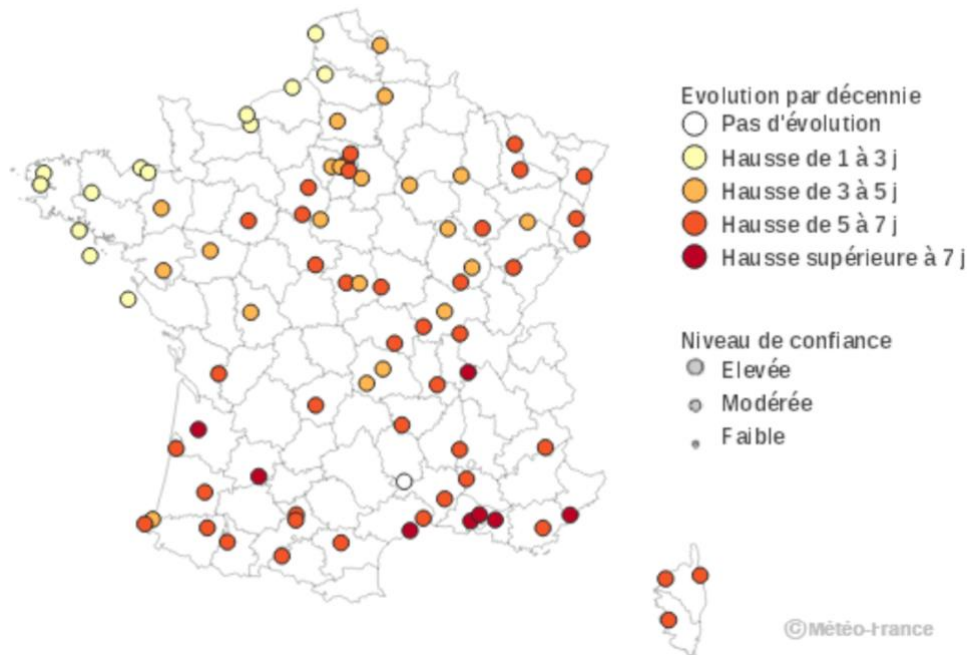 Evolution par décennie
Pas d'évolution
Hausse de 1 à 3 j
Hausse de 3 à 5 j
Hausse de 5 à 7 j
Hausse supérieure à 7 j
Niveau de confiance
Elevée
Modérée
Faible
©Météo-France